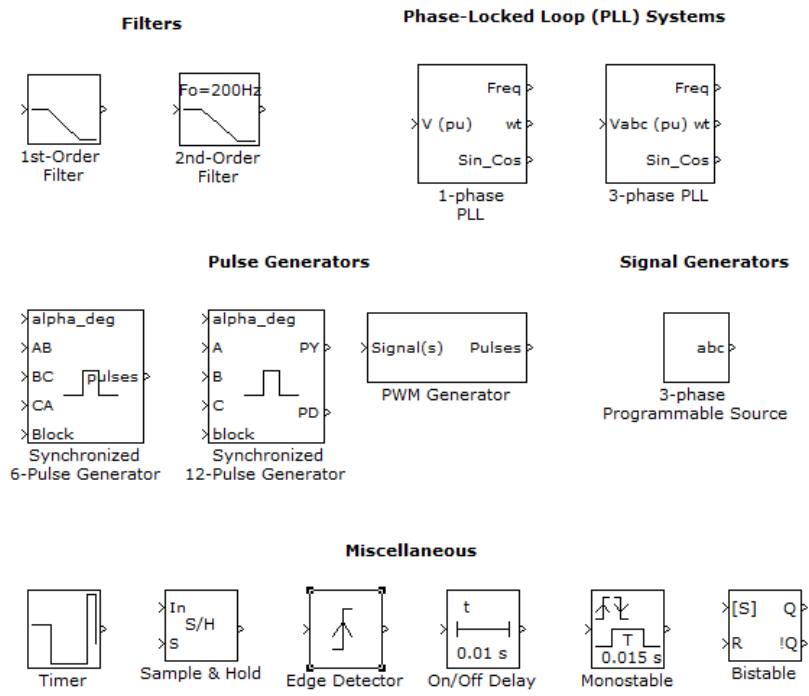 Filters
Phase-Locked Loop (PLL) Systems
Fo=200Hz
1st-Order
Filter
2nd-Order
Filter
Freq
V (pu)
wt
Sin_Cos
1-phase
PLL
Freq
Vabc (pu) wt
Sin_Cos
3-phase PLL
Pulse Generators
Signal Generators
alpha_deg
AB
BC
pulses
CA
Block
Synchronized
6-Pulse Generator
alpha_deg
A
PY
B
C
PD
block
Synchronized
12-Pulse Generator
Signal(s)
Pulses
PWM Generator
abc
3-phase
Programmable Source
Miscellaneous
Timer
In
S/H
S
Sample & Hold
Edge Detector
t
0.01 s
On/Off Delay
T
0.015 s
Monostable
[S]
Q
R
!Q
Bistable